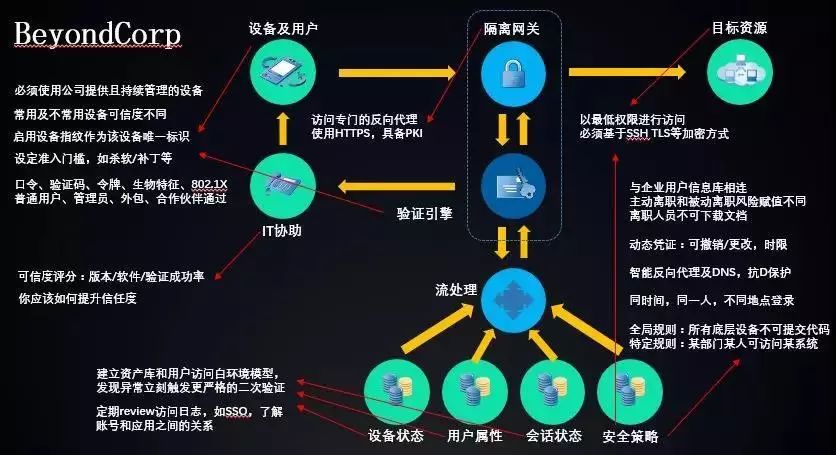 BeyondCorp
设备及用户
隔离网关
目标资源
必须使用公司提供且持续管理的设备
常用及不常用设备可信度不同
启用设备指纹作为该设备唯一标识
设定准入门槛，如杀软/补丁等
口令、验证码、令牌、生物特征、802.1X
普通用户、管理员、外包、合作伙伴通过
访问专门的反向代理
使用HTTPS，具备PKI
以最低权限进行访问
必须基于SSH,TLS等加密方式
验证引擎
IT协助
与企业用户信息库相连
主动离职和被动离职风险赋值不同
离职人员不可下载文档
动态凭证：可撤销/更改，时限
智能反向代理及DNS，抗D保护
同时间，同一人，不同地点登录
全局规则：所有底层设备不可提交代码
特定规则：某部门某人可访问某系统
可信度评分：版本/软件/验证成功率
你应该如何提升信任度
流处理
建立资产库和用户访问白环境模型，
发现异常立刻触发更严格的二次验证
定期review访问日志，如SSO，了解
账号和应用之间的关系
设备状态
用户属性
会话状态
安全策略